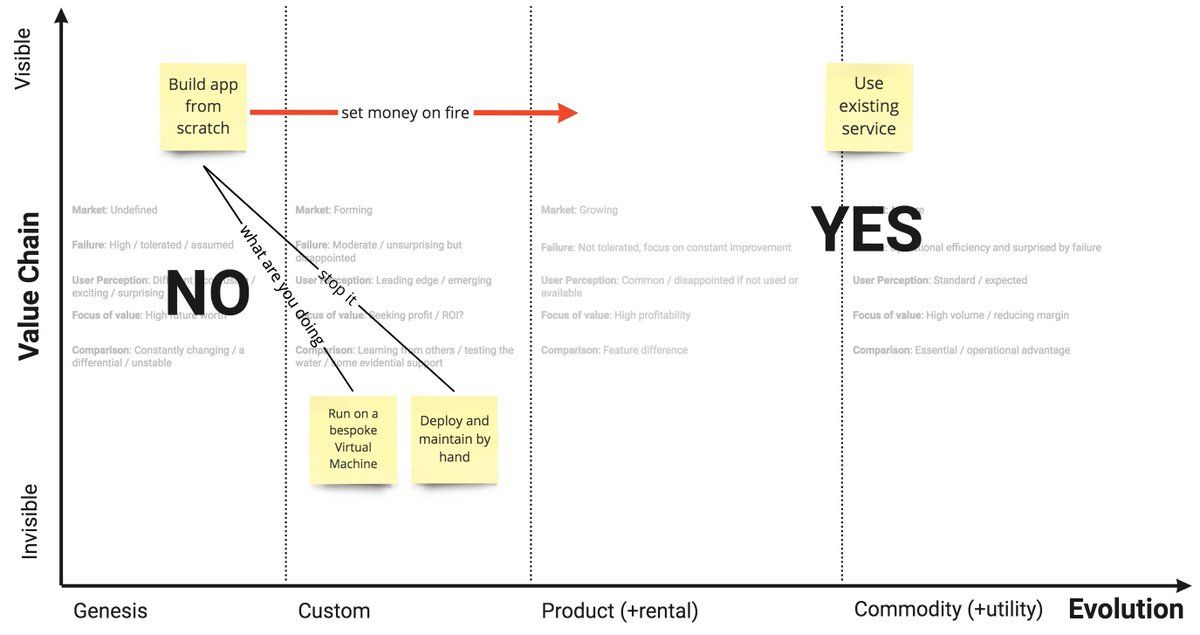 Visible
Build app
from
scratch
set money on fire
Use
existing
service
Value Chain
Market: Undefined
Failure: High / tolerated / assumed
User Perception:
exciting / surprising
Focus of value: High future worth
Comparison: Constantly changing / a
differential / unstable
NO
Market: Forming
Failure: Moderate / unsurprising but
disappointed
User Perception: Leading edge / emerging
Focus of value: Seeking profit / ROI?
Comparison: Learning from others / testing the
water / some evidential support
what are you doing
stop it
Market: Growing
Failure: Not tolerated, focus on constant improvement
User Perception: Common / disappointed if not used or
available
Focus of value: High profitability
Comparison: Feature difference
YES
efficiency and surprised by failure
User Perception: Standard / expected
Focus of value: High volume / reducing margin
Comparison: Essential / operational advantage
Run on a
bespoke
Virtual
Machine
Deploy and
maintain by
hand
Invisible
Genesis
Custom
Product (+rental)
Commodity (+utility)
Evolution